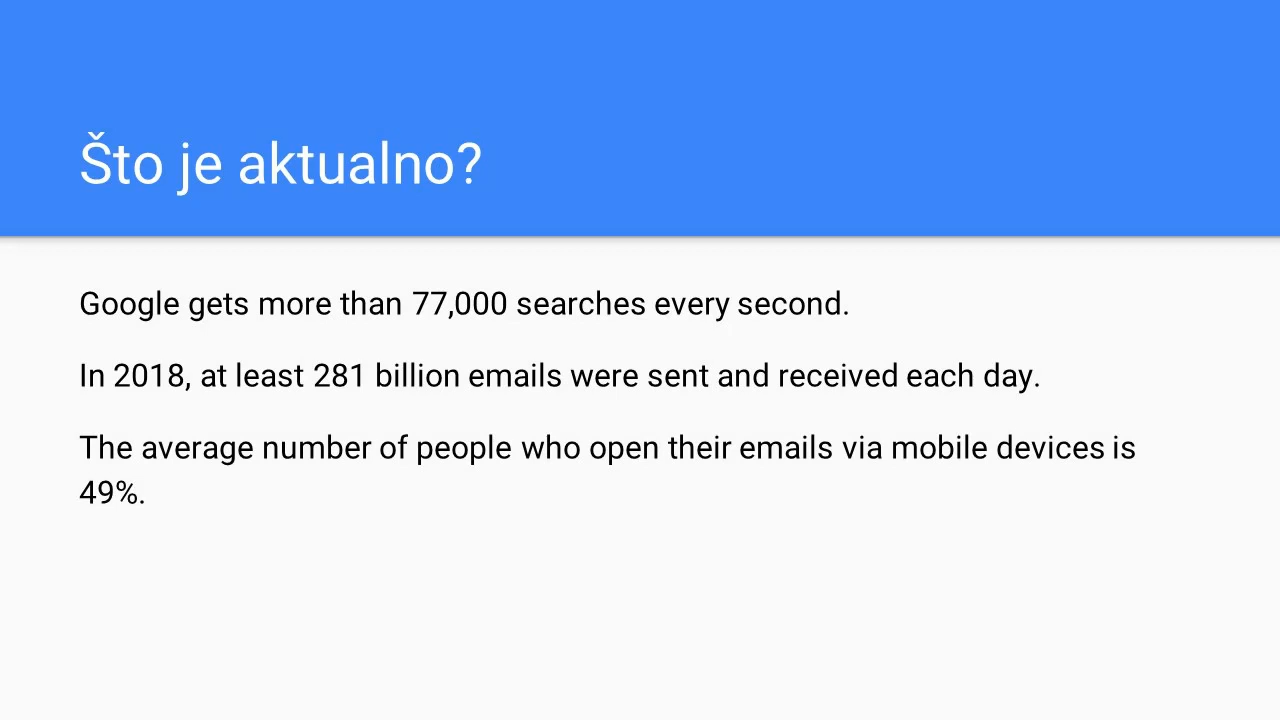 Što je aktualno?
Google gets more than 77,000 searches every second.
In 2018, at least 281 billion emails were sent and received each day.
The average number of people who open their emails via mobile devices is
49%.